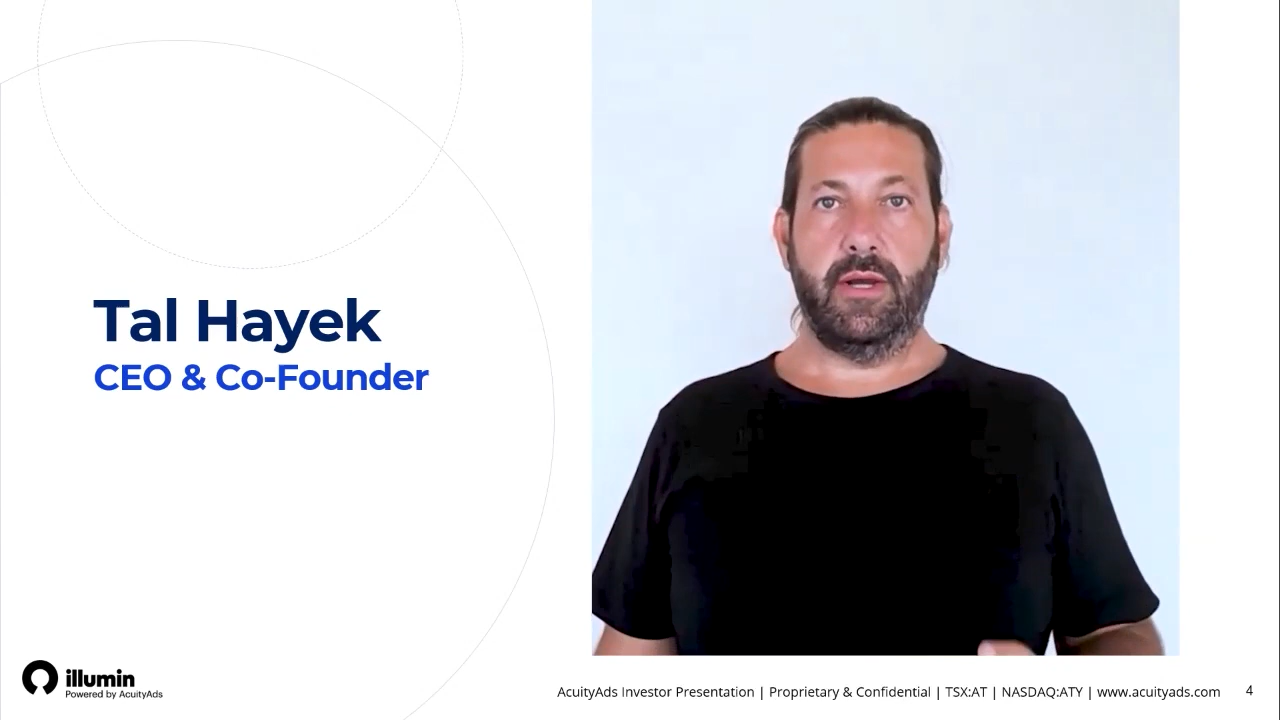 Tal Hayek
CEO & Co-Founder
illumin
Powered by AcuityAds
AcuityAds Investor Presentation | Proprietary & Confidential | TSX:AT | NASDAQ:ATY | www.acuityads.com
4